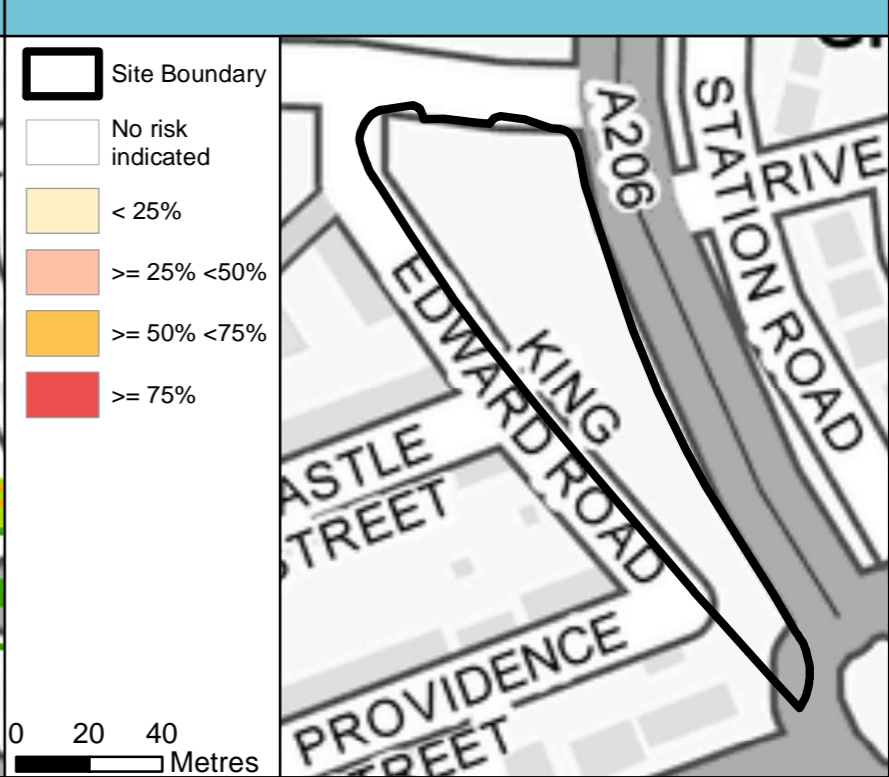 Site Boundary
No risk
indicated
< 25%
>= 25% <50%
>= 50% <75%
>= 75%
0 20 40
Metres
A206
STATION ROAD
RIVE
KING
EDWARD ROAD
ASTLE
STREET
PROVIDENCE
STREET